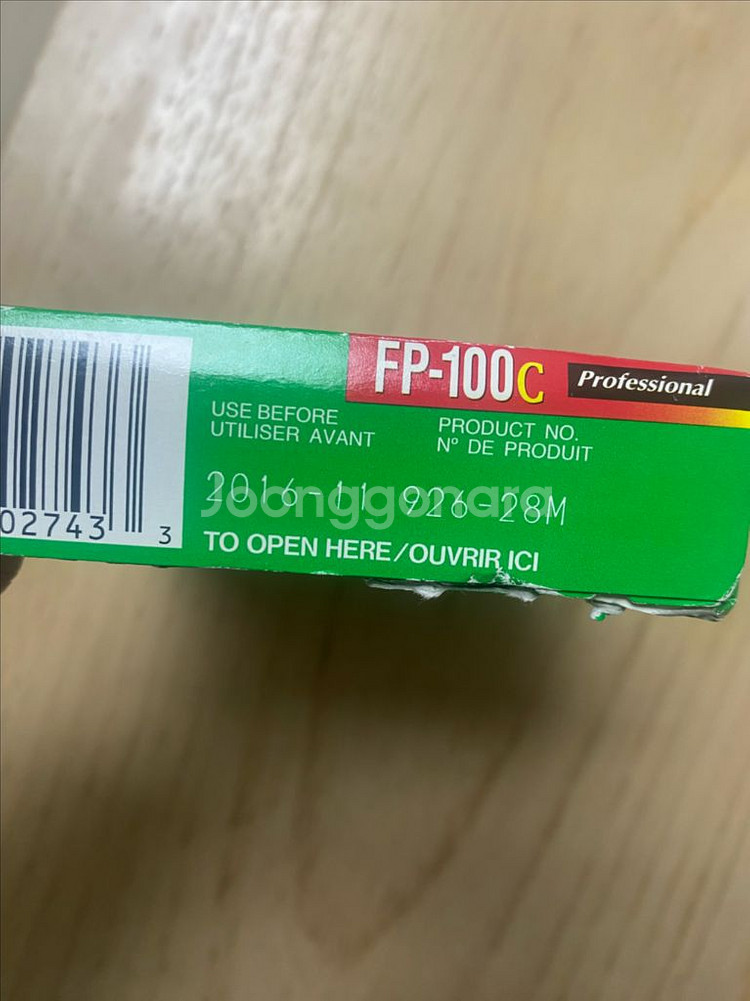 FP-100C Professional
USE BEFORE
UTILISER AVANT
PRODUCT NO.
N° DE PRODUIT
2016-11 926-28M
Joonggonara
TO OPEN HERE/OUVRIR ICI
02743 3